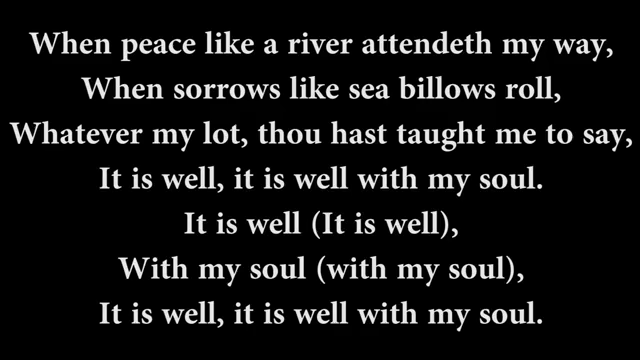 When peace like a river attendeth my way,
When sorrows like sea billows roll,
Whatever my lot, thou hast taught me to say,
It is well, it is well with my soul.
It is well (It is well),
With my soul (with my soul),
It is well, it is well with my soul.